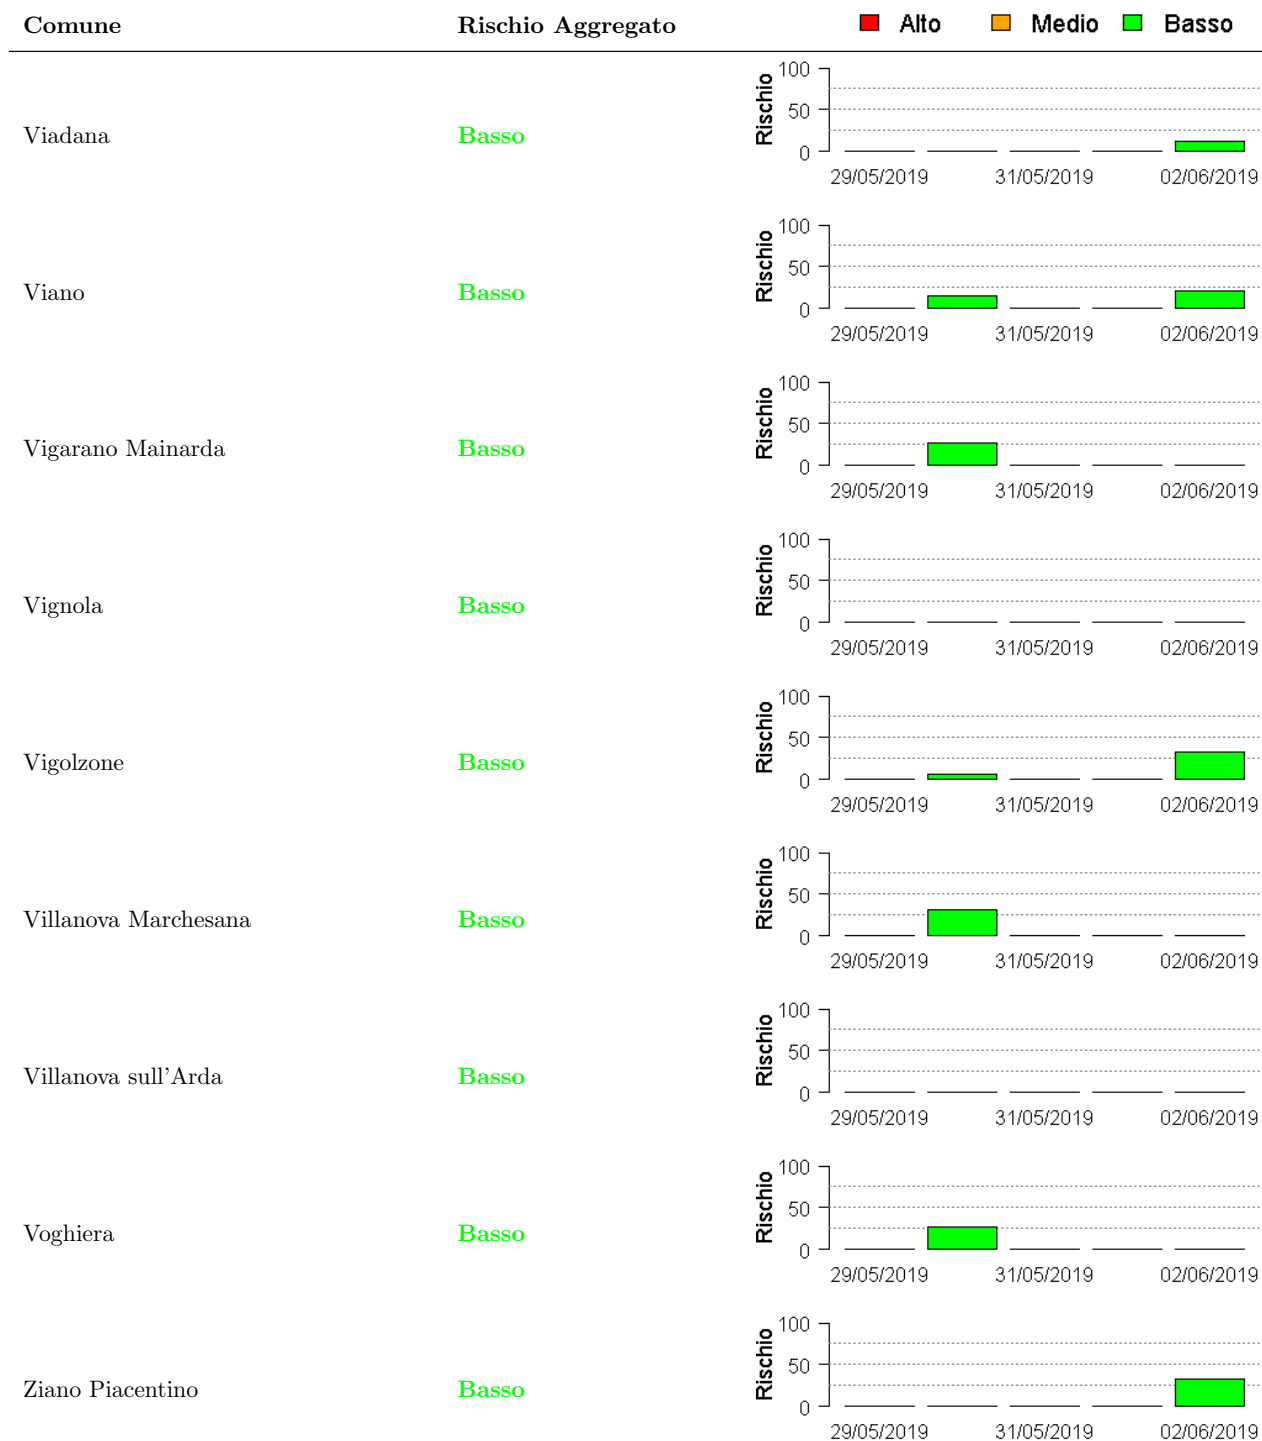 Comune Rischio Aggregato Alto Medio Basso
Viadana Basso Rischio 100 50 0
29/05/2019 31/05/2019 02/06/2019
Viano Basso Rischio 100 50 0
29/05/2019 31/05/2019 02/06/2019
Vigarano Mainarda Basso Rischio 100 50 0
29/05/2019 31/05/2019 02/06/2019
Vignola Basso Rischio 100 50 0
29/05/2019 31/05/2019 02/06/2019
Vigolzone Basso Rischio 100 50 0
29/05/2019 31/05/2019 02/06/2019
Villanova Marchesana Basso Rischio 100 50 0
29/05/2019 31/05/2019 02/06/2019
Villanova sull'Arda Basso Rischio 100 50 0
29/05/2019 31/05/2019 02/06/2019
Voghiera Basso Rischio 100 50 0
29/05/2019 31/05/2019 02/06/2019
Ziano Piacentino Basso Rischio 100 50 0
29/05/2019 31/05/2019 02/06/2019